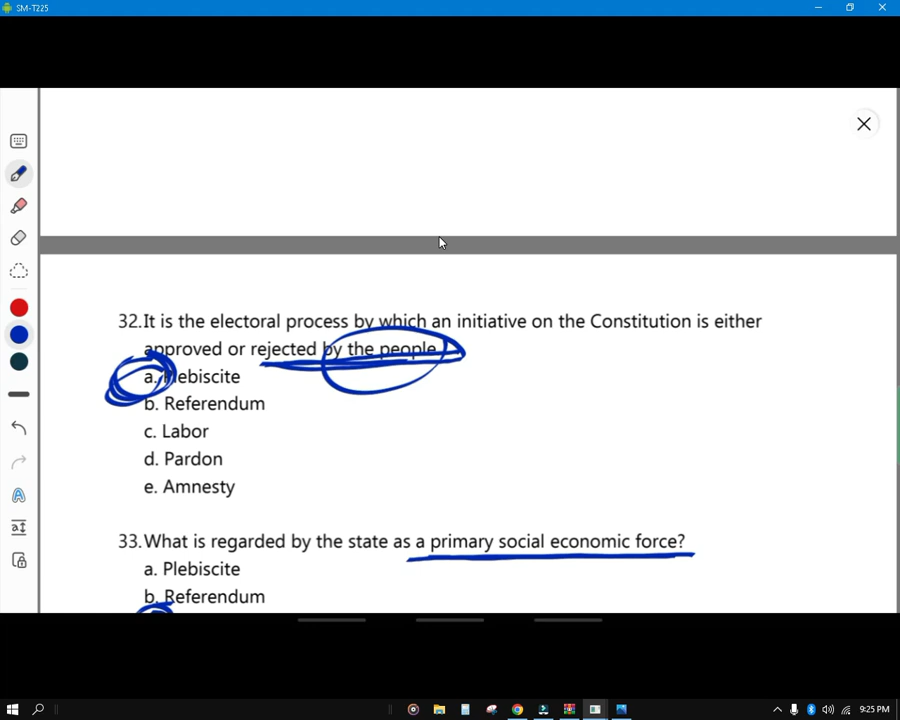 SM-T225
32.It is the electoral process by which an initiative on the Constitution is either
approved or rejected by the people
a. Plebiscite
b. Referendum
c. Labor
d. Pardon
e. Amnesty
33.What is regarded by the state as a primary social economic force?
a. Plebiscite
b. Referendum
9:25 PM